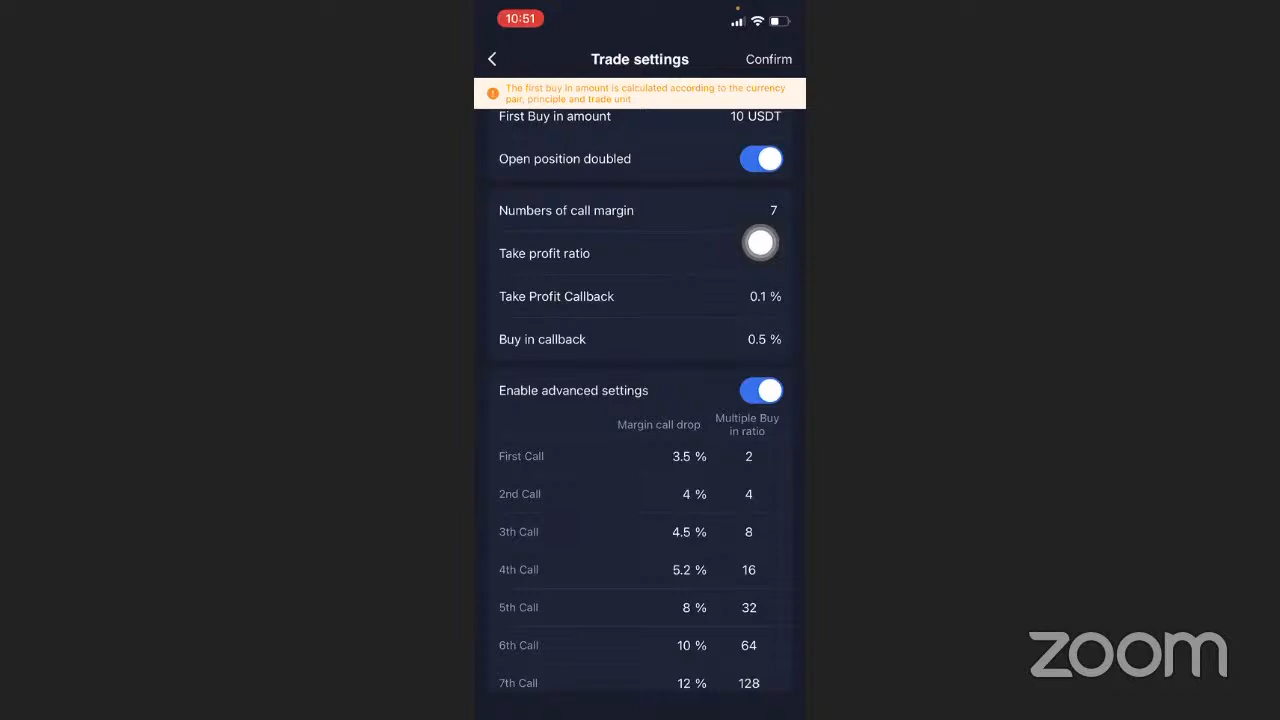 10:51
Trade settings
Confirm
The first buy in amount is calculated according to the currency
pair, principle and trade unit
First Buy in amount 10 USDT
Open position doubled
Numbers of call margin 7
Take profit ratio
Take Profit Callback 0.1 %
Buy in callback 0.5 %
Enable advanced settings
Margin call drop Multiple Buy
in ratio
First Call 3.5 % 2
2nd Call 4 % 4
3th Call 4.5 % 8
4th Call 5.2 % 16
5th Call 8 % 32
6th Call 10 % 64
7th Call 12 % 128
zoom